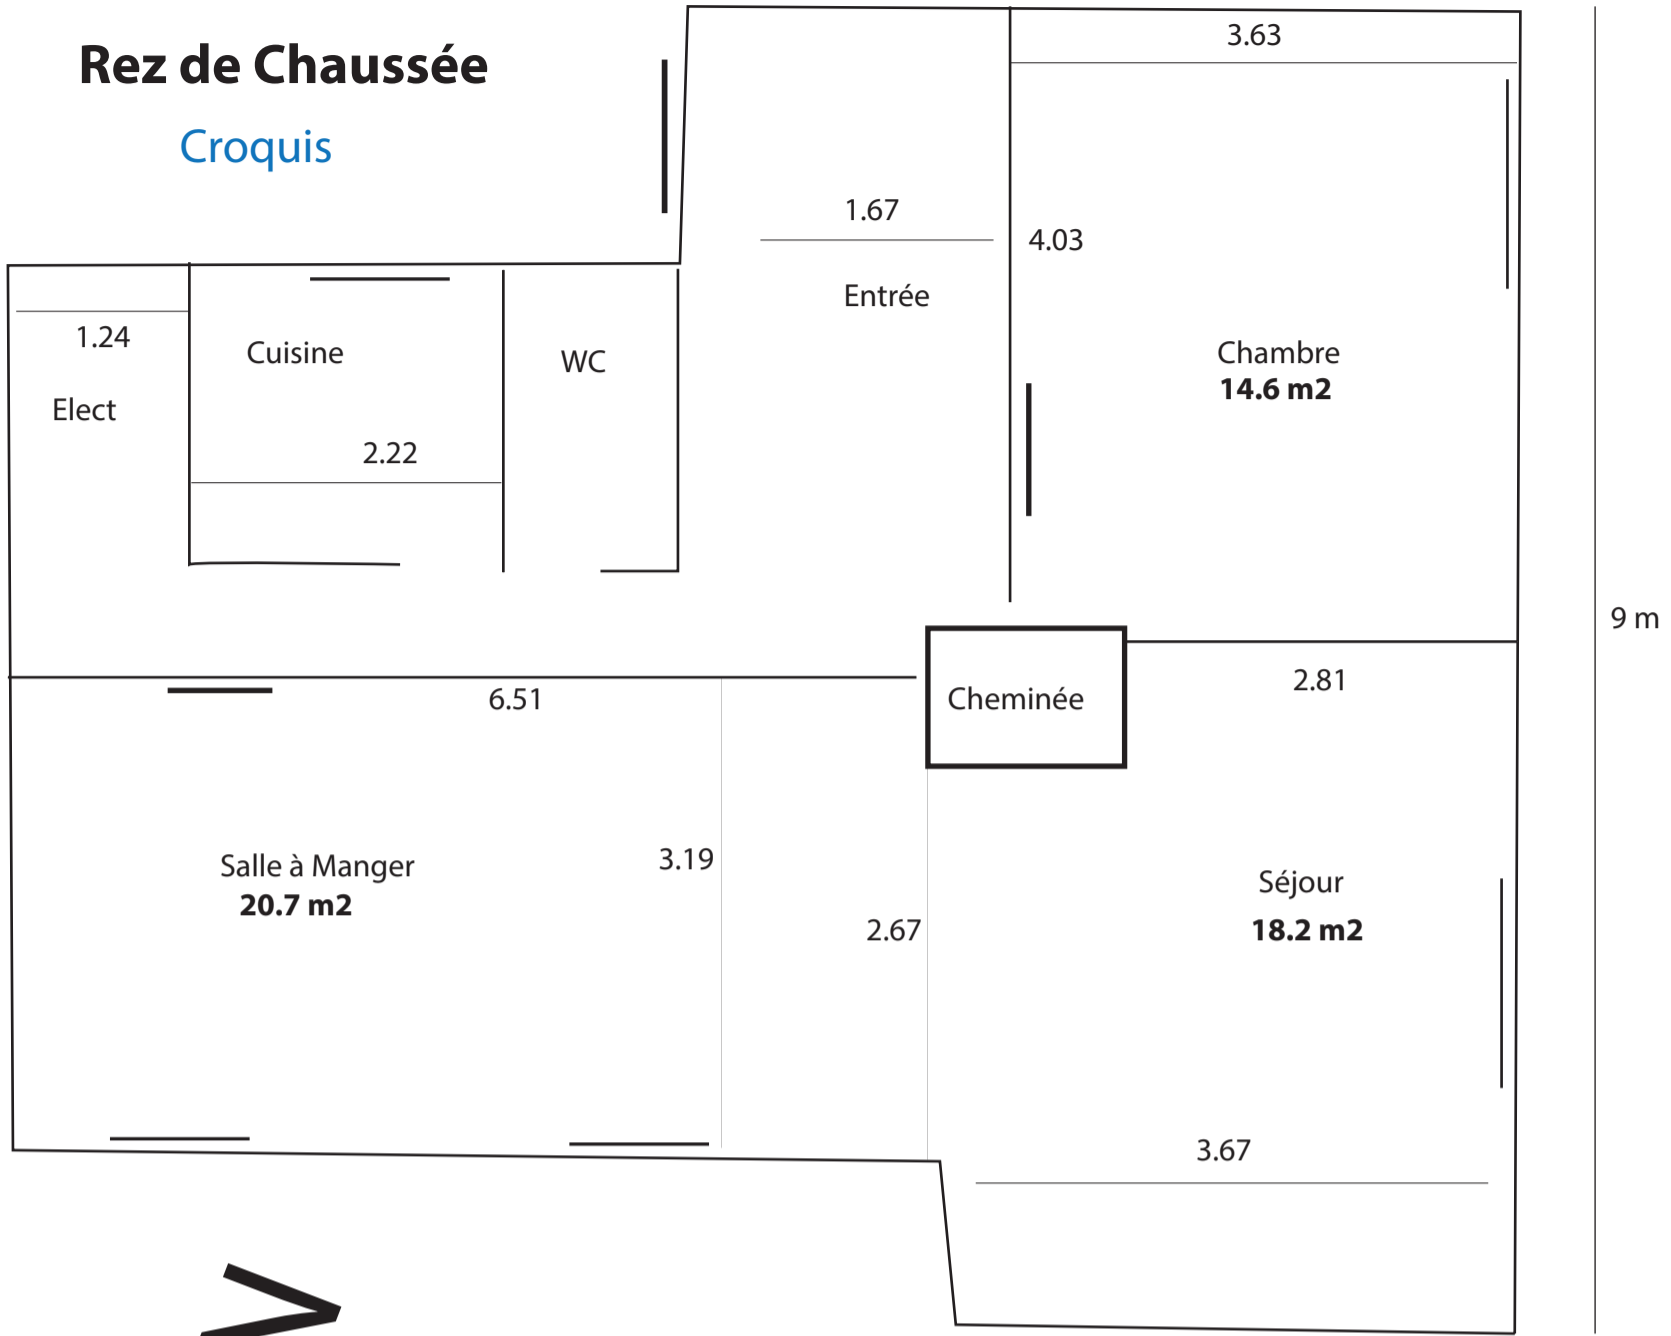 Rez de Chaussée
Croquis
3.63
1.67
4.03
Entrée
1.24
Cuisine
WC
Chambre
14.6 m2
Elect
2.22
9 m
6.51
Cheminée
2.81
Salle à Manger
20.7 m2
3.19
2.67
Séjour
18.2 m2
3.67